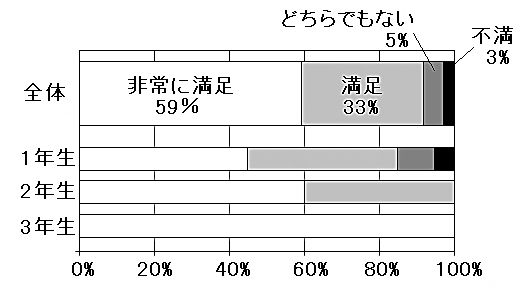 どちらでもない
5%
不満
3%
全体
非常に満足
59%
満足
33%
1年生
2年生
3年生
0% 20% 40% 60% 80% 100%